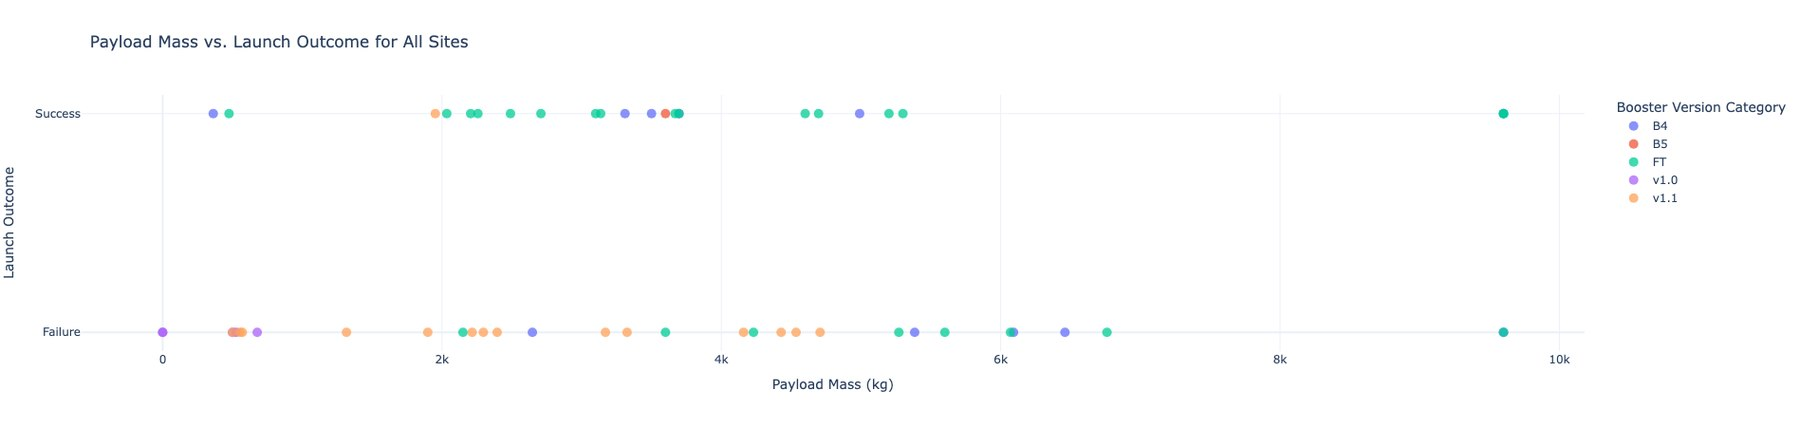 Payload Mass vs. Launch Outcome for All Sites
Success
Failure
Launch Outcome
0
2k
4k
6k
8k
10k
Payload Mass (kg)
Booster Version Category
B4
B5
FT
v1.0
v1.1